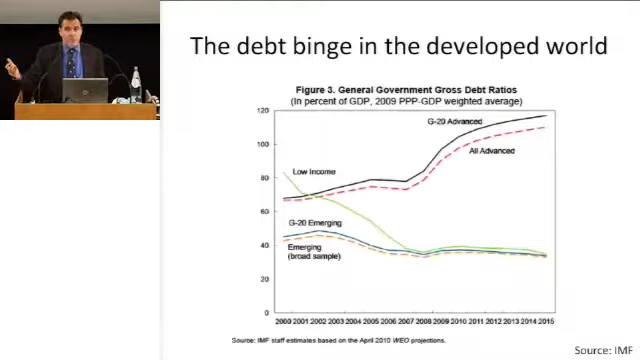 The debt binge in the developed world
Figure 3. General Government Gross Debt Ratios
(In percent of GDP, 2009 PPP-GDP weighted average)
120
G-20 Advanced
100
All Advanced
Low Income
80
60
G-20 Emerging
40
Emerging
(broad sample)
20
0
2000 2001 2002 2003 2004 2005 2006 2007 2008 2009 2010 2011 2012 2013 2014 2015
Source: IMF staff estimates based on the April 2010 WEO projections.
Source: IMF